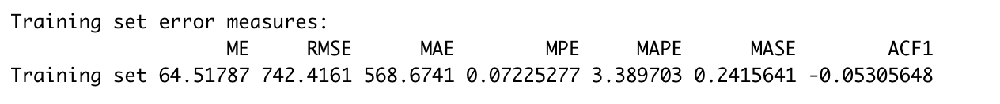 Training set error measures:
ME RMSE MAE MPE MAPE MASE ACF1
Training set 64.51787 742.4161 568.6741 0.07225277 3.389703 0.2415641 -0.05305648